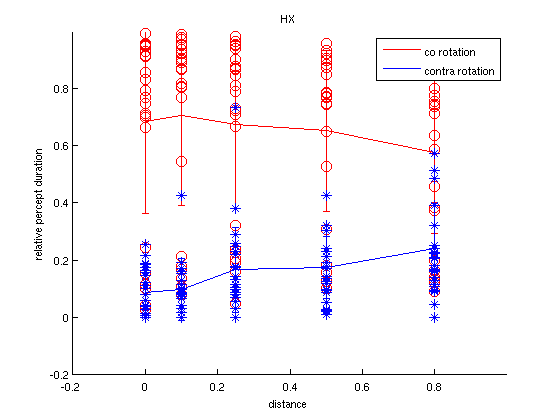 HX
co rotation
contra rotation
relative percept duration
0.8
0.6
0.4
0.2
0
-0.2
-0.2
0
0.2
0.4
0.6
0.8
distance